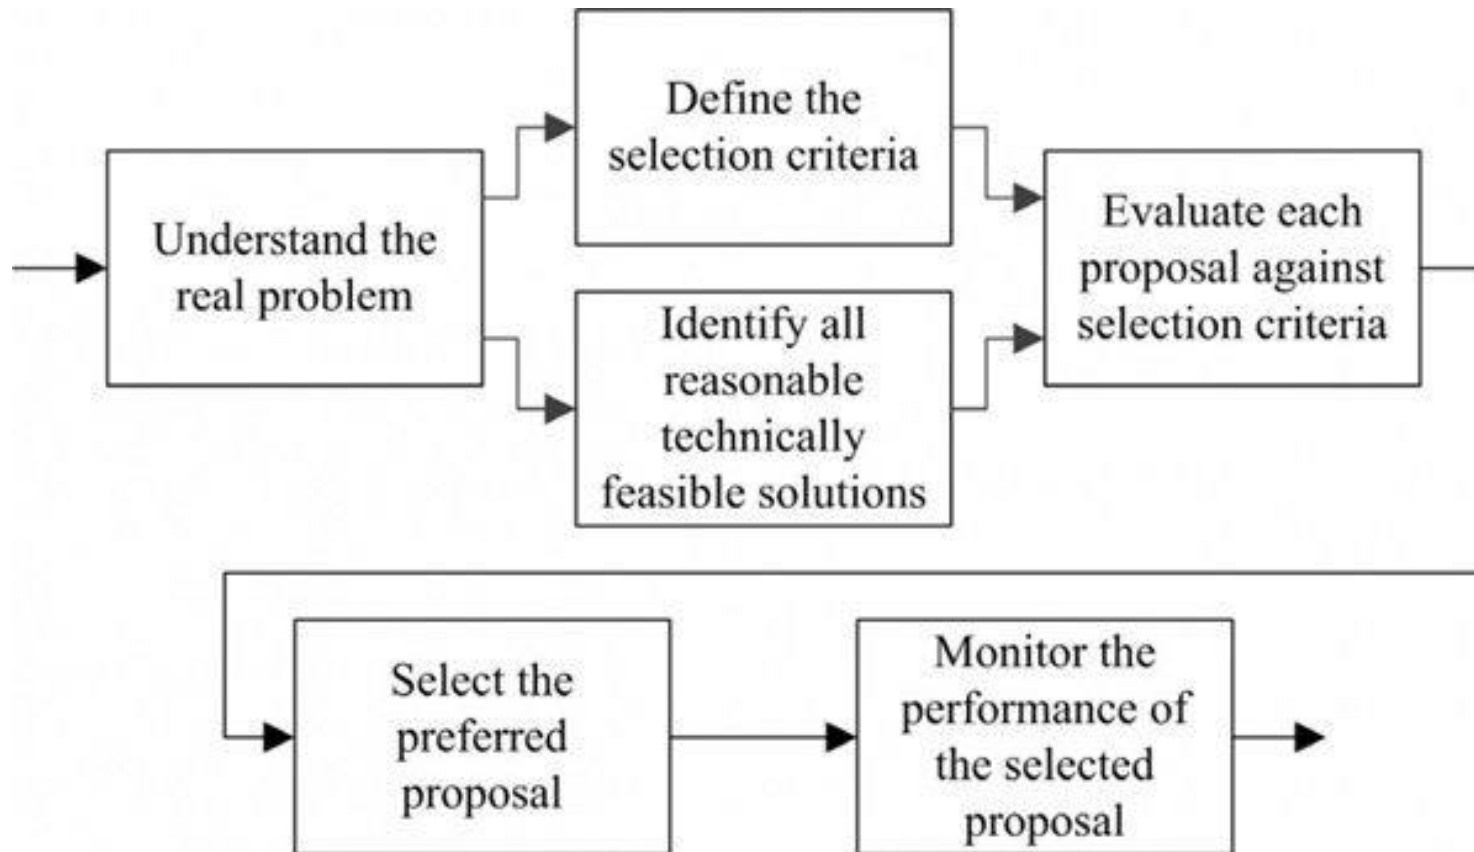 Define the
selection criteria
Understand the
real problem
Identify all
reasonable
technically
feasible solutions
Evaluate each
proposal against
selection criteria
Select the
preferred
proposal
Monitor the
performance of
the selected
proposal